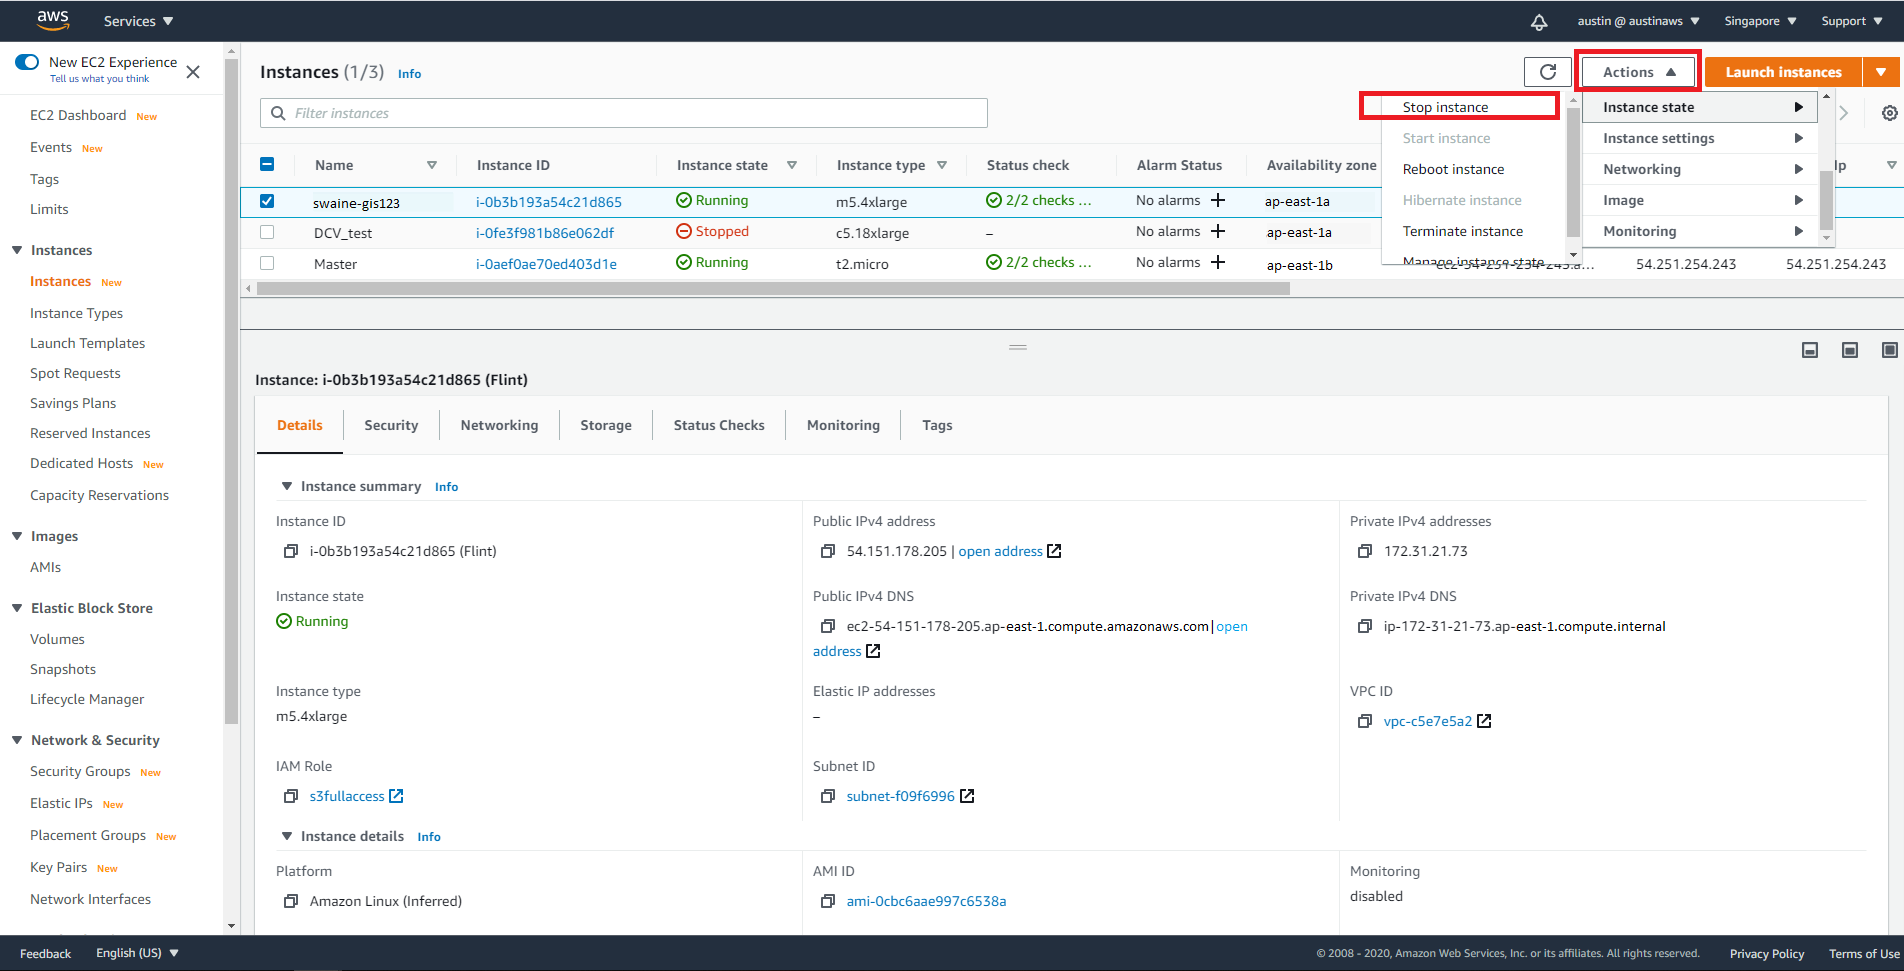 aws Services austin @ austinaws Singapore Support
New EC2 Experience
Tell us what you think
EC2 Dashboard New
Events New
Tags
Limits
Instances
Instances New
Instance Types
Launch Templates
Spot Requests
Savings Plans
Reserved Instances
Dedicated Hosts New
Capacity Reservations
Images
AMIs
Elastic Block Store
Volumes
Snapshots
Lifecycle Manager
Network & Security
Security Groups New
Elastic IPs New
Placement Groups New
Key Pairs New
Network Interfaces
Instances (1/3) Info
Actions Launch instances
Filter instances
Stop instance
Start instance
Reboot instance
Hibernate instance
Terminate instance
Manage instance state
Instance state
Instance settings
Networking
Image
Monitoring
Name Instance ID Instance state Instance type Status check Alarm Status Availability zone
swaine-gis123 i-0b3b193a54c21d865 Running m5.4xlarge 2/2 checks ... No alarms + ap-east-1a
DCV_test i-0fe3f981b86e062df Stopped c5.18xlarge – No alarms + ap-east-1a
Master i-0aef0ae70ed403d1e Running t2.micro 2/2 checks ... No alarms + ap-east-1b ec2-54-251-254-243.a... 54.251.254.243 54.251.254.243
Instance: i-0b3b193a54c21d865 (Flint)
Details Security Networking Storage Status Checks Monitoring Tags
Instance summary Info
Instance ID Public IPv4 address Private IPv4 addresses
i-0b3b193a54c21d865 (Flint) 54.151.178.205 | open address 172.31.21.73
Instance state Public IPv4 DNS Private IPv4 DNS
Running ec2-54-151-178-205.ap-east-1.compute.amazonaws.com|open ip-172-31-21-73.ap-east-1.compute.internal
address
Instance type Elastic IP addresses VPC ID
m5.4xlarge – vpc-c5e7e5a2
IAM Role Subnet ID
s3fullaccess subnet-f09f6996
Instance details Info
Platform AMI ID Monitoring
Amazon Linux (Inferred) ami-0cbc6aae997c6538a disabled
Feedback English (US) © 2008 - 2020, Amazon Web Services, Inc. or its affiliates. All rights reserved. Privacy Policy Terms of Use